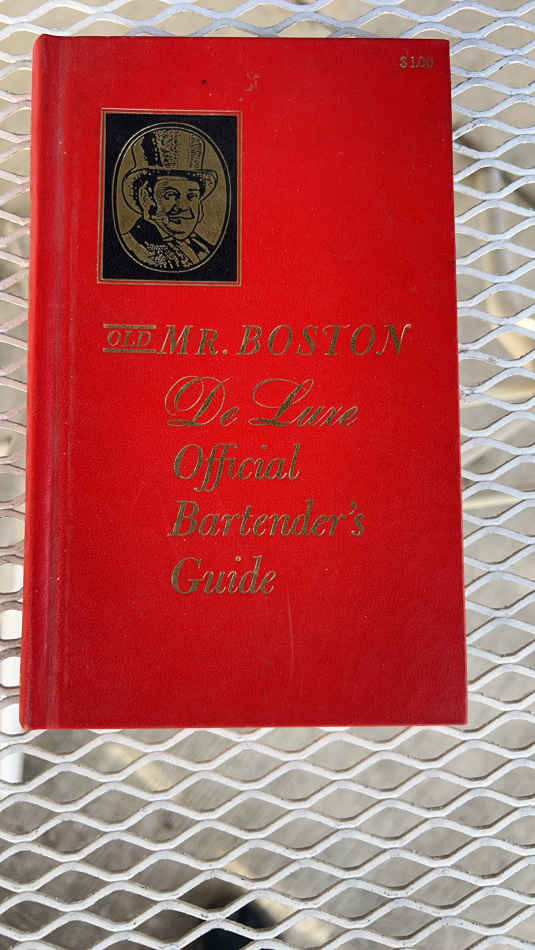 $1.00
OLD MR. BOSTON
De Luxe
Official
Bartender's
Guide